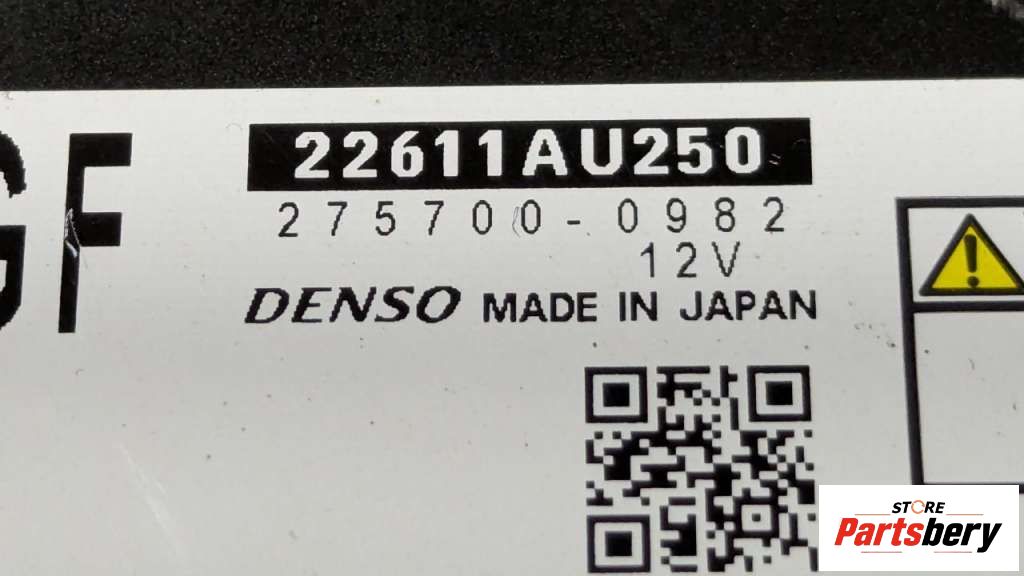 GF
22611AU250
275700-0982
12V
DENSO MADE IN JAPAN
STORE
Partsbery